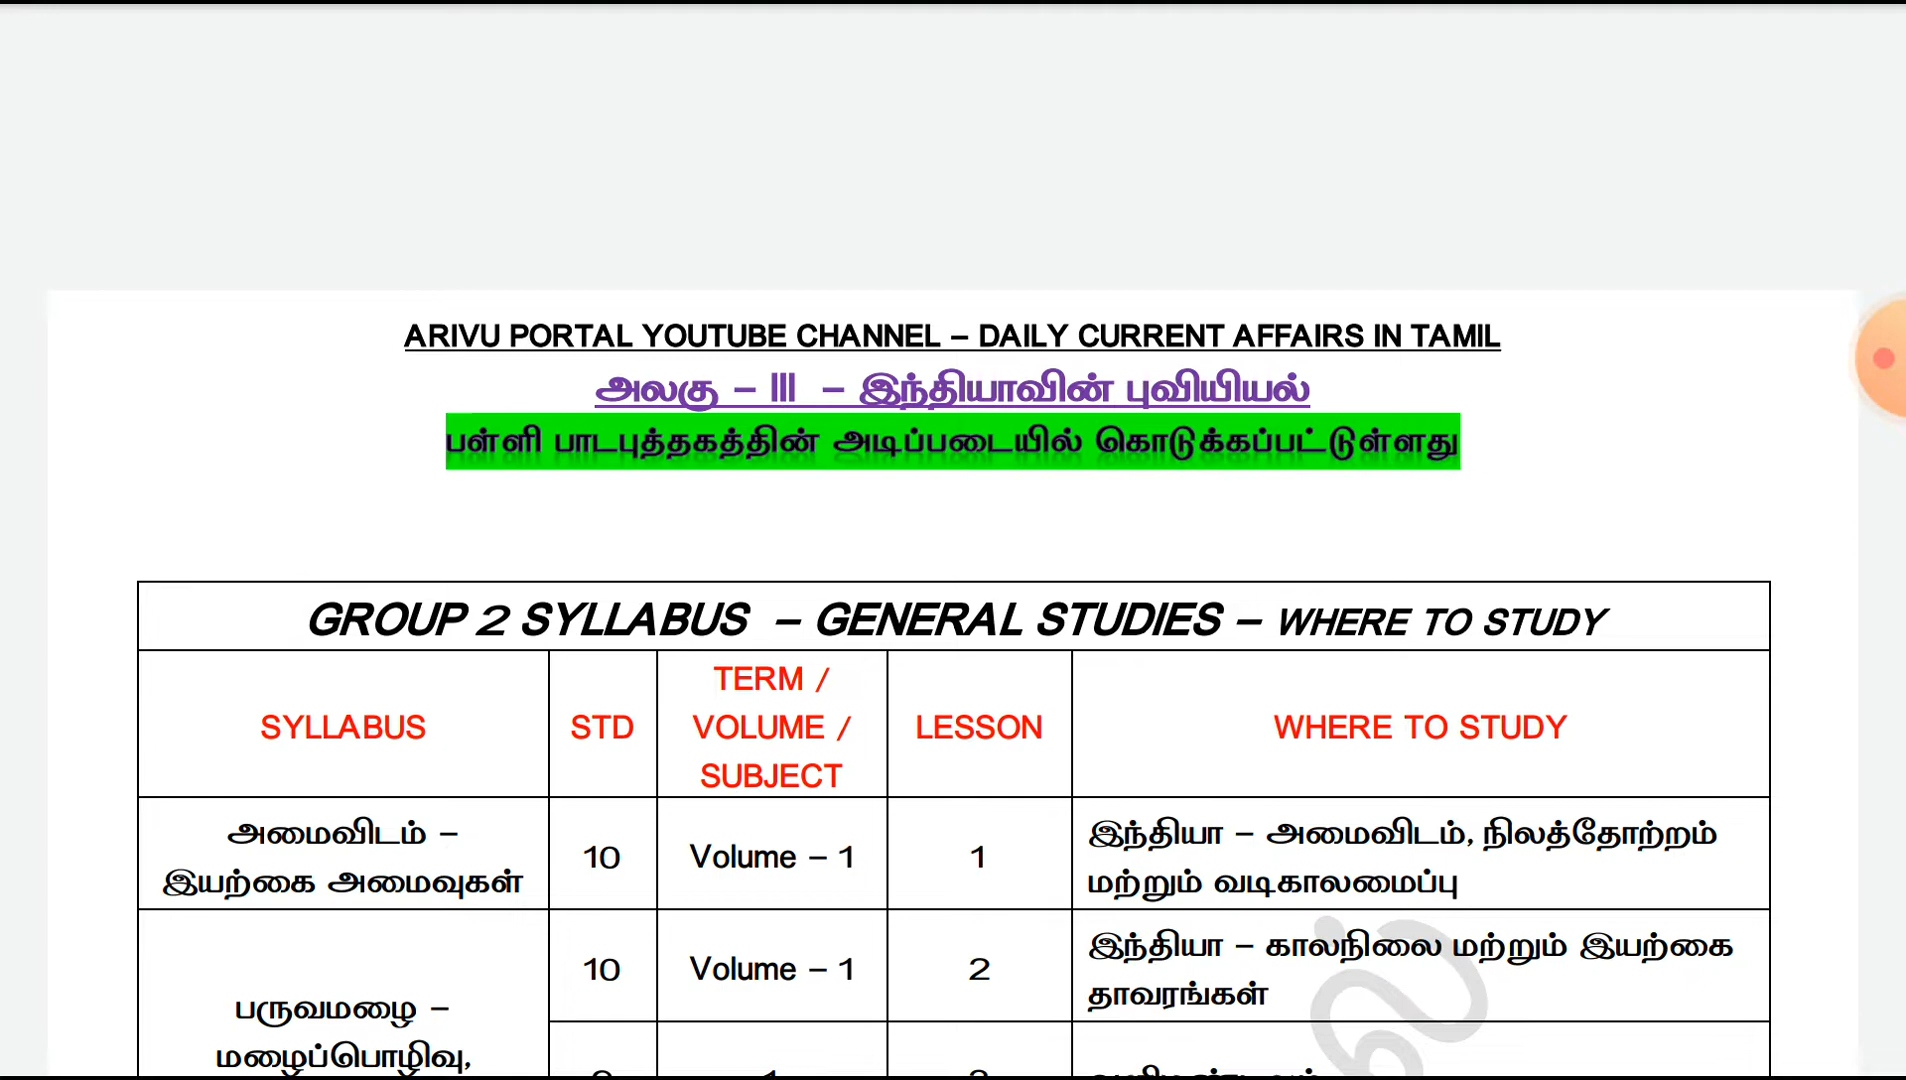 ARIVU PORTAL YOUTUBE CHANNEL – DAILY CURRENT AFFAIRS IN TAMIL
அலகு – III – இந்தியாவின் புவியியல்
பள்ளி பாடபுத்தகத்தின் அடிப்படையில் கொடுக்கப்பட்டுள்ளது
GROUP 2 SYLLABUS – GENERAL STUDIES – WHERE TO STUDY
SYLLABUS
STD
TERM /
VOLUME /
SUBJECT
LESSON
WHERE TO STUDY
அமைவிடம் –
இயற்கை அமைவுகள்
10
Volume – 1
1
இந்தியா – அமைவிடம், நிலத்தோற்றம்
மற்றும் வடிகாலமைப்பு
பருவமழை –
மழைப்பொழிவு,
10
Volume – 1
2
இந்தியா – காலநிலை மற்றும் இயற்கை
தாவரங்கள்